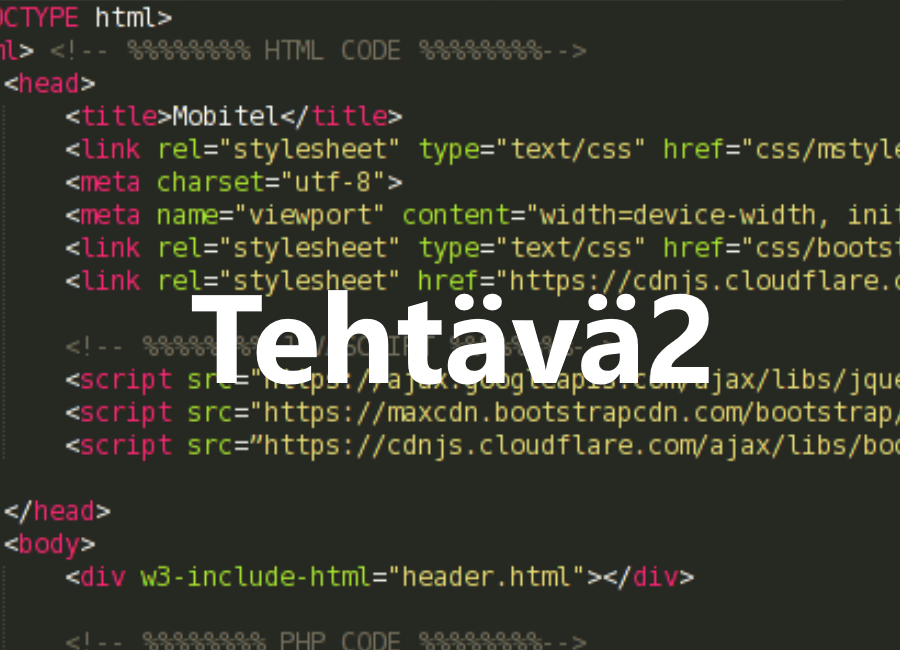 OCTYPE html>
ml> <!-- %%%%%%%% HTML CODE %%%%%%%%-->
<head>
<title>Mobitel</title>
<link rel="stylesheet" type="text/css" href="css/mstyle
<meta charset="utf-8">
<meta name="viewport" content="width=device-width, init
<link rel="stylesheet" type="text/css" href="css/bootst
<link rel="stylesheet" href="https://cdnjs.cloudflare.c
Tehtävä2
<!-- %%%%%%%%
<script src="https://ajax.googleapis.com/ajax/libs/jque
<script src="https://maxcdn.bootstrapcdn.com/bootstrap/
<script src=”https://cdnjs.cloudflare.com/ajax/libs/boo
</head>
<body>
<div w3-include-html="header.html"></div>
<!-- %%%%%%%% PHP CODE %%%%%%%%-->